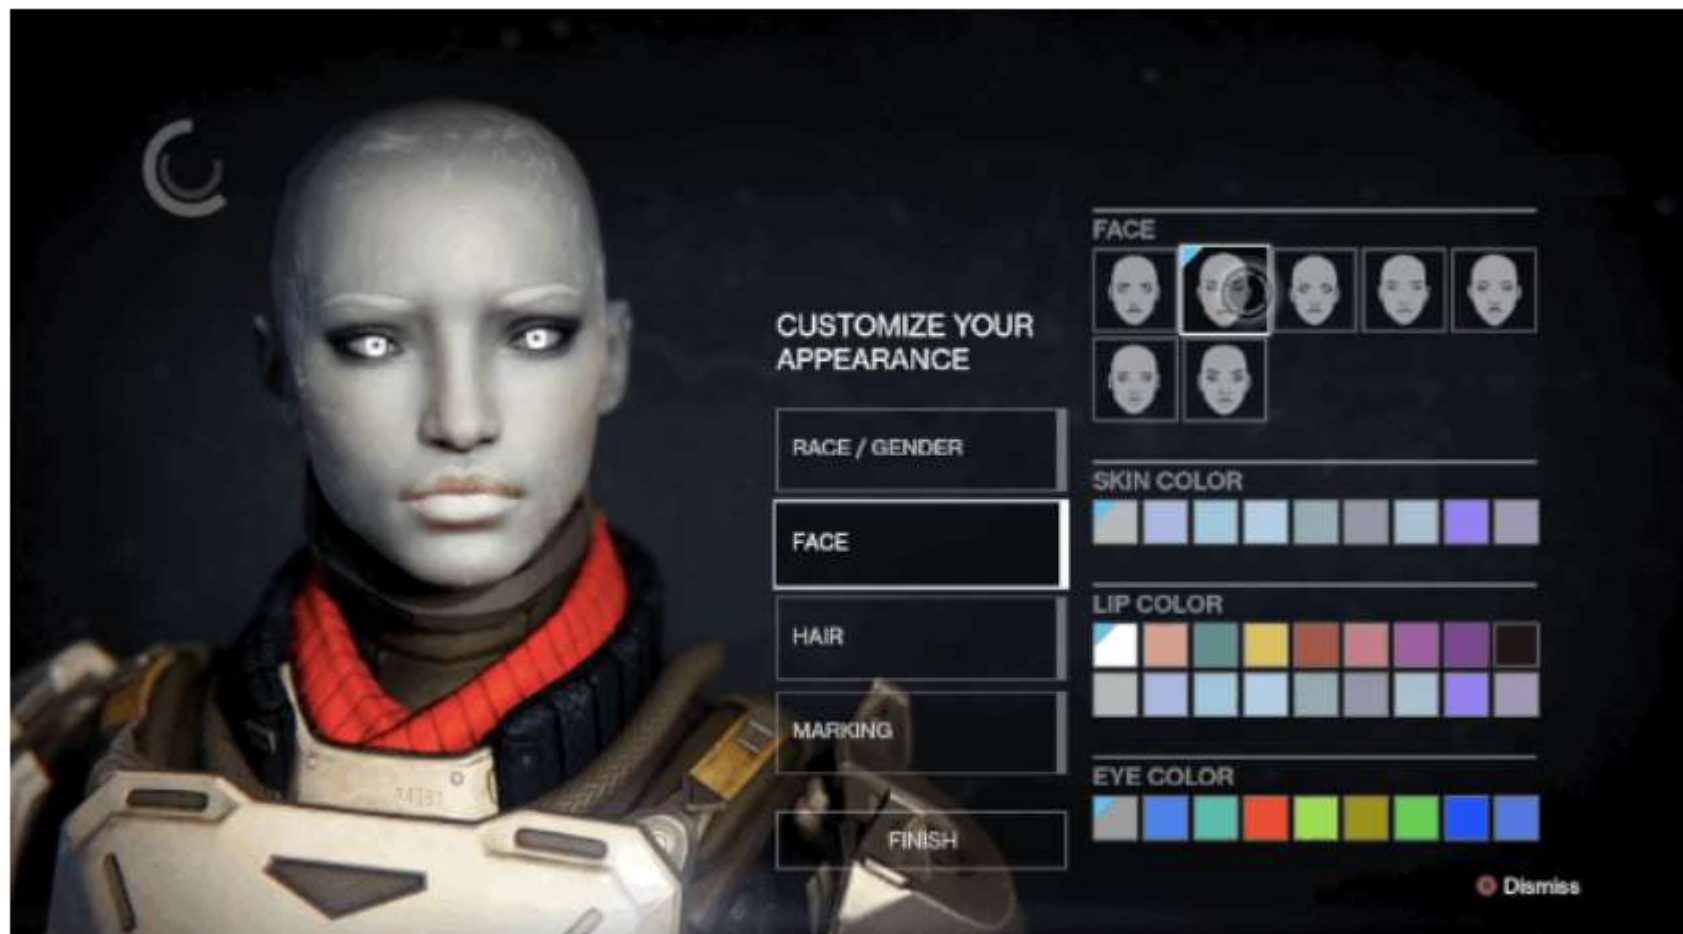 CUSTOMIZE YOUR
APPEARANCE
RACE / GENDER
FACE
HAIR
MARKING
FINISH
FACE
SKIN COLOR
LIP COLOR
EYE COLOR
Dismiss